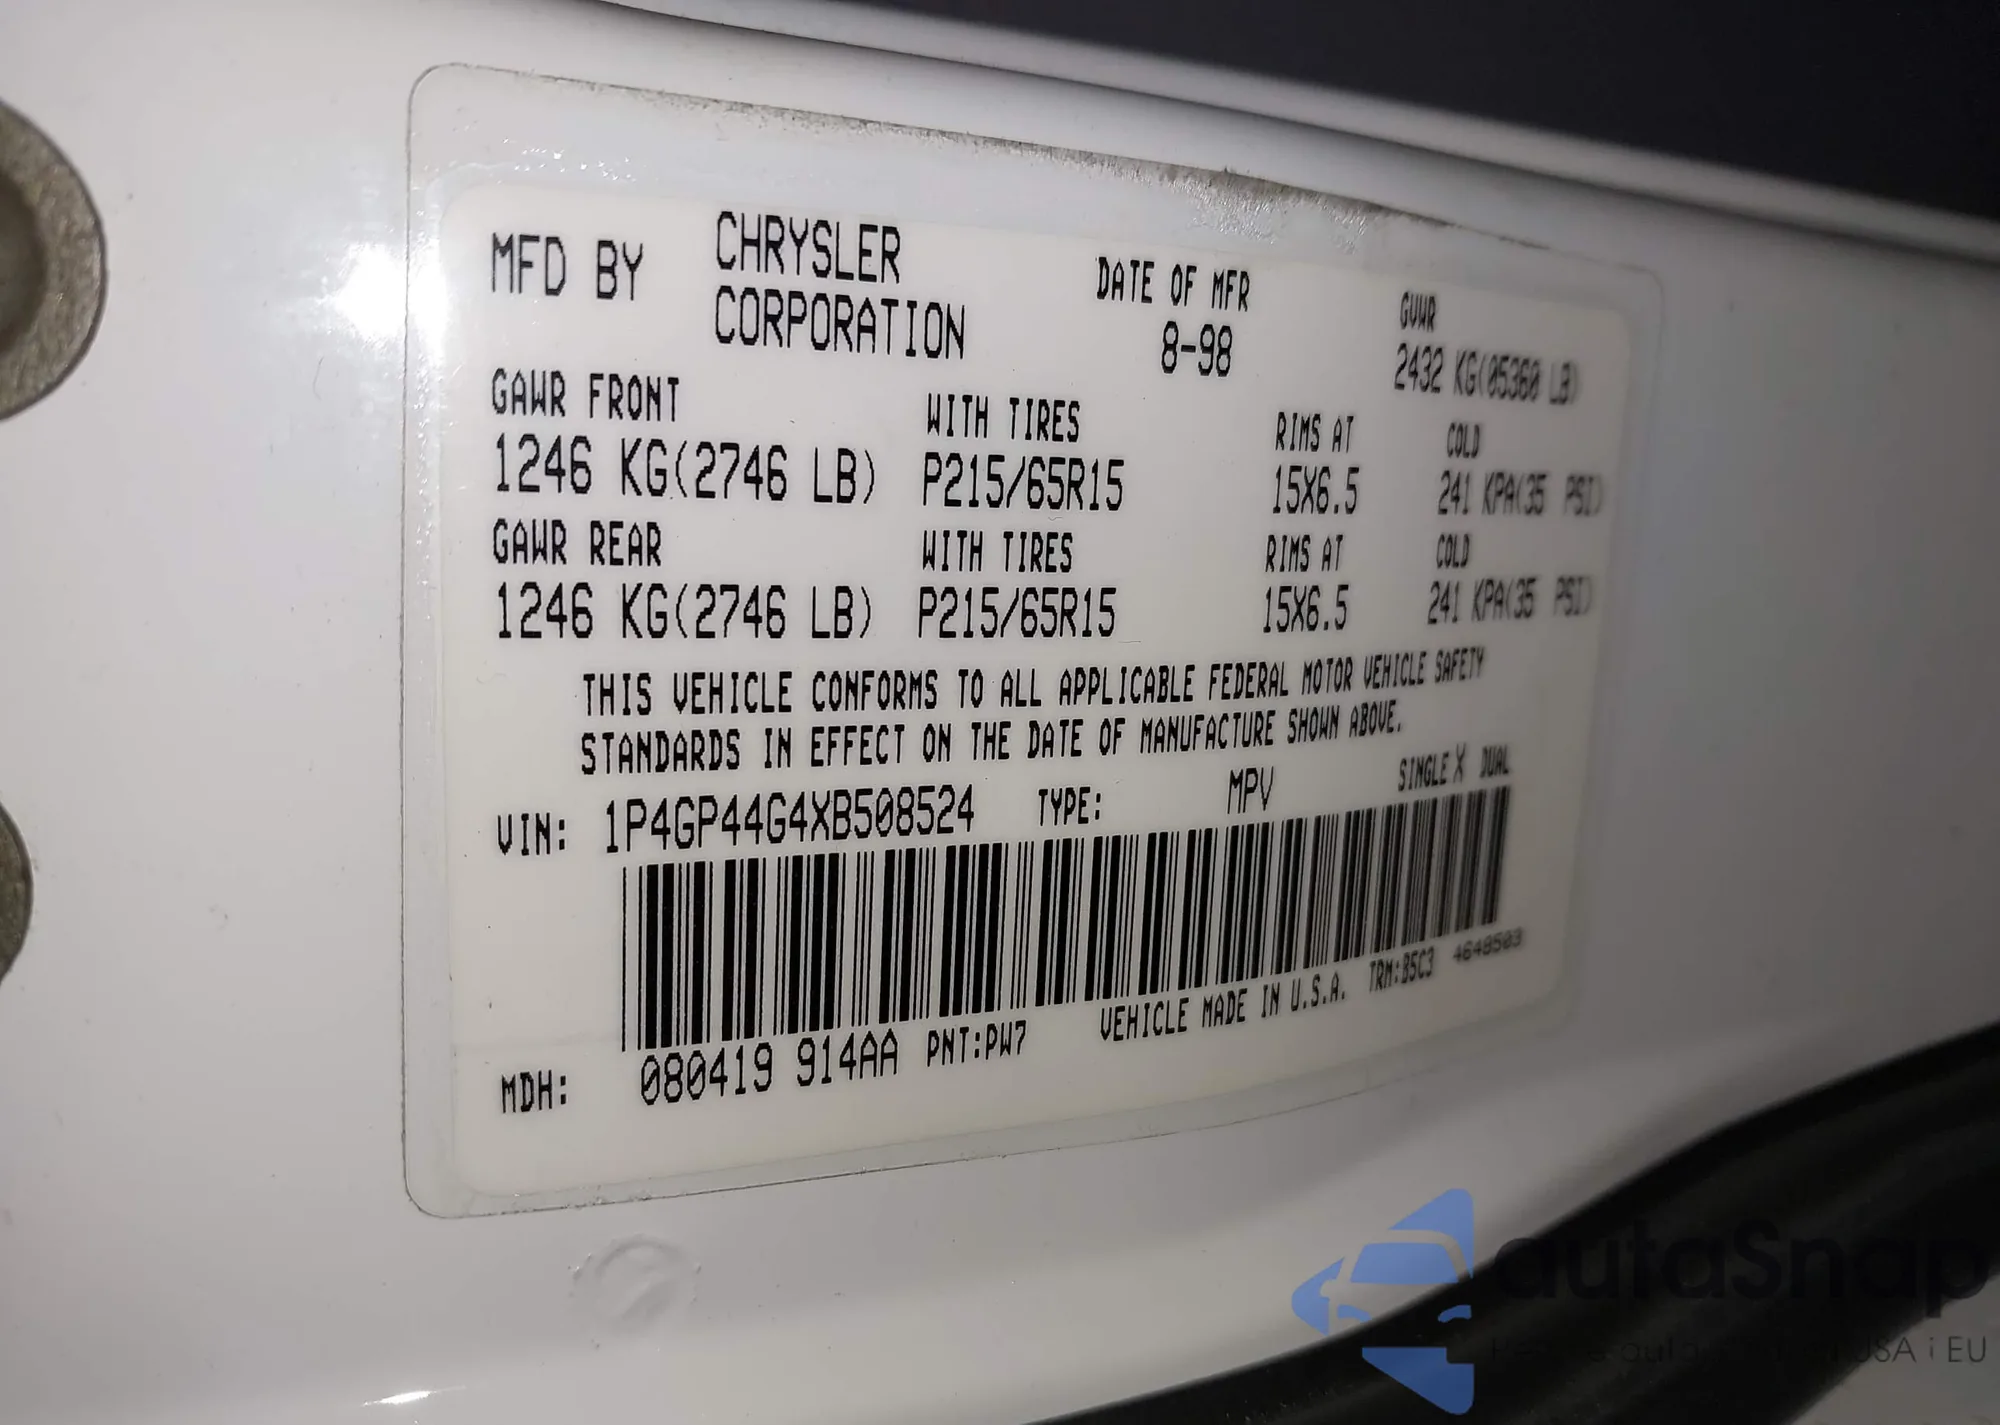 MFD BY CHRYSLER CORPORATION DATE OF MFR 8-98 GVWR 2432 KG(05360 LB)
GAWR FRONT WITH TIRES RIMS AT COLD
1246 KG(2746 LB) P215/65R15 15X6.5 241 KPA(35 PSI)
GAWR REAR WITH TIRES RIMS AT COLD
1246 KG(2746 LB) P215/65R15 15X6.5 241 KPA(35 PSI)
THIS VEHICLE CONFORMS TO ALL APPLICABLE FEDERAL MOTOR VEHICLE SAFETY
STANDARDS IN EFFECT ON THE DATE OF MANUFACTURE SHOWN ABOVE.
VIN: 1P4GP44G4XB508524 TYPE: MPV SINGLE X DUAL
MDH: 080419 914AA PNT:PW7 VEHICLE MADE IN U.S.A. TRM:B5C3 4648503
autaSnap
USA i EU